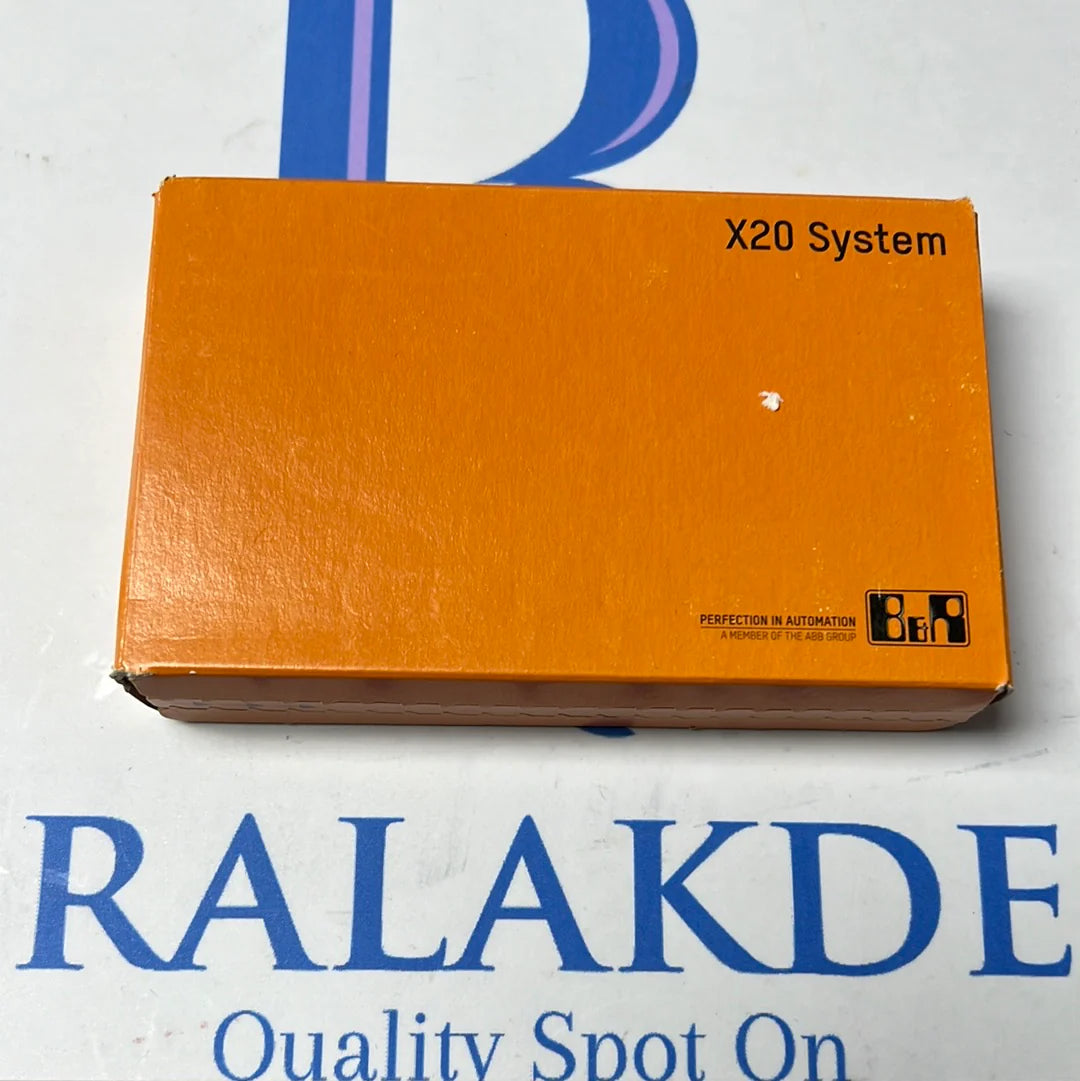 X20 System
PERFECTION IN AUTOMATION
A MEMBER OF THE ABB GROUP
B&R
RALAKDE
Quality Spot On